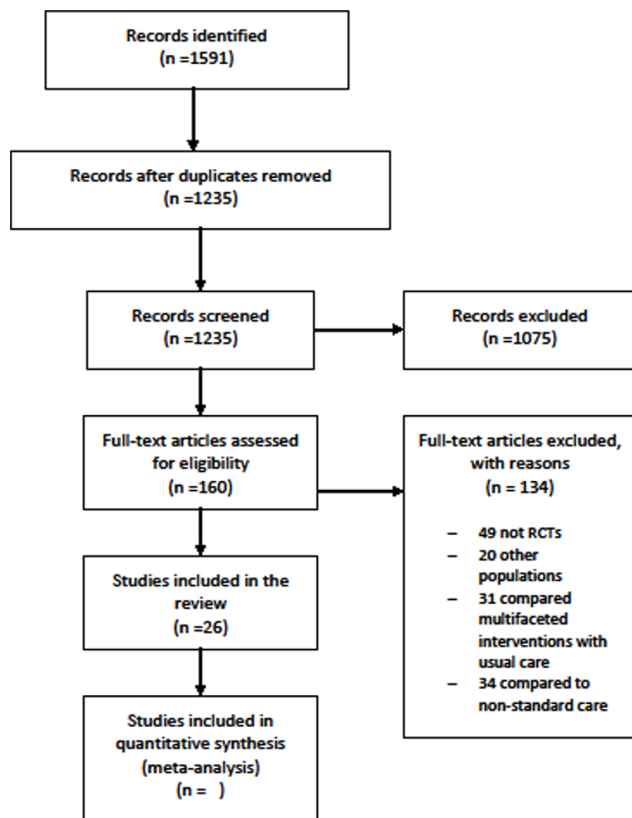 Records identified
(n =1591)
Records after duplicates removed
(n =1235)
Records screened
(n =1235)
Records excluded
(n =1075)
Full-text articles assessed
for eligibility
(n =160)
Full-text articles excluded,
with reasons
(n = 134)
– 49 not RCTs
– 20 other
populations
– 31 compared
multifaceted
interventions with
usual care
– 34 compared to
non-standard care
Studies included in the
review
(n =26)
Studies included in
quantitative synthesis
(meta-analysis)
(n = )